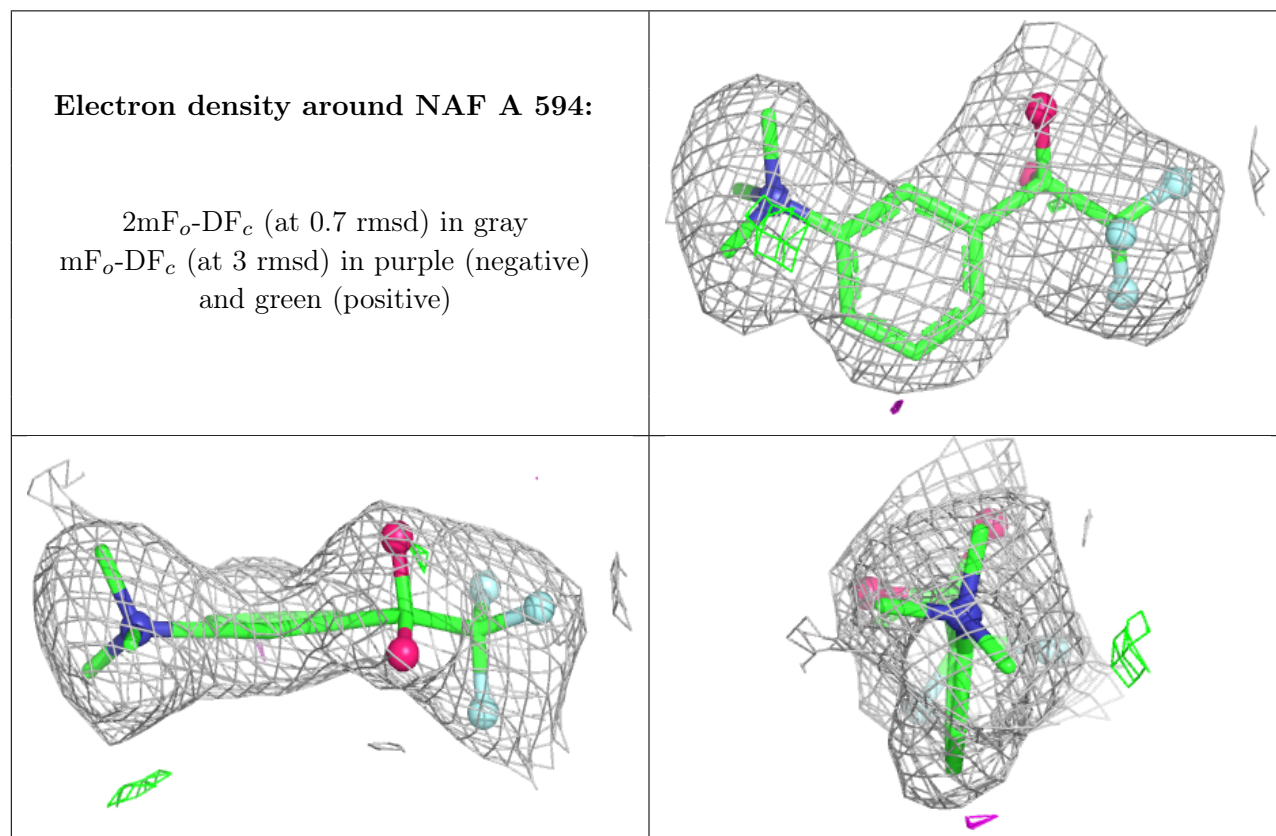 Electron density around NAF A 594:
2mFₒ-DF𝒸 (at 0.7 rmsd) in gray
mFₒ-DF𝒸 (at 3 rmsd) in purple (negative)
and green (positive)